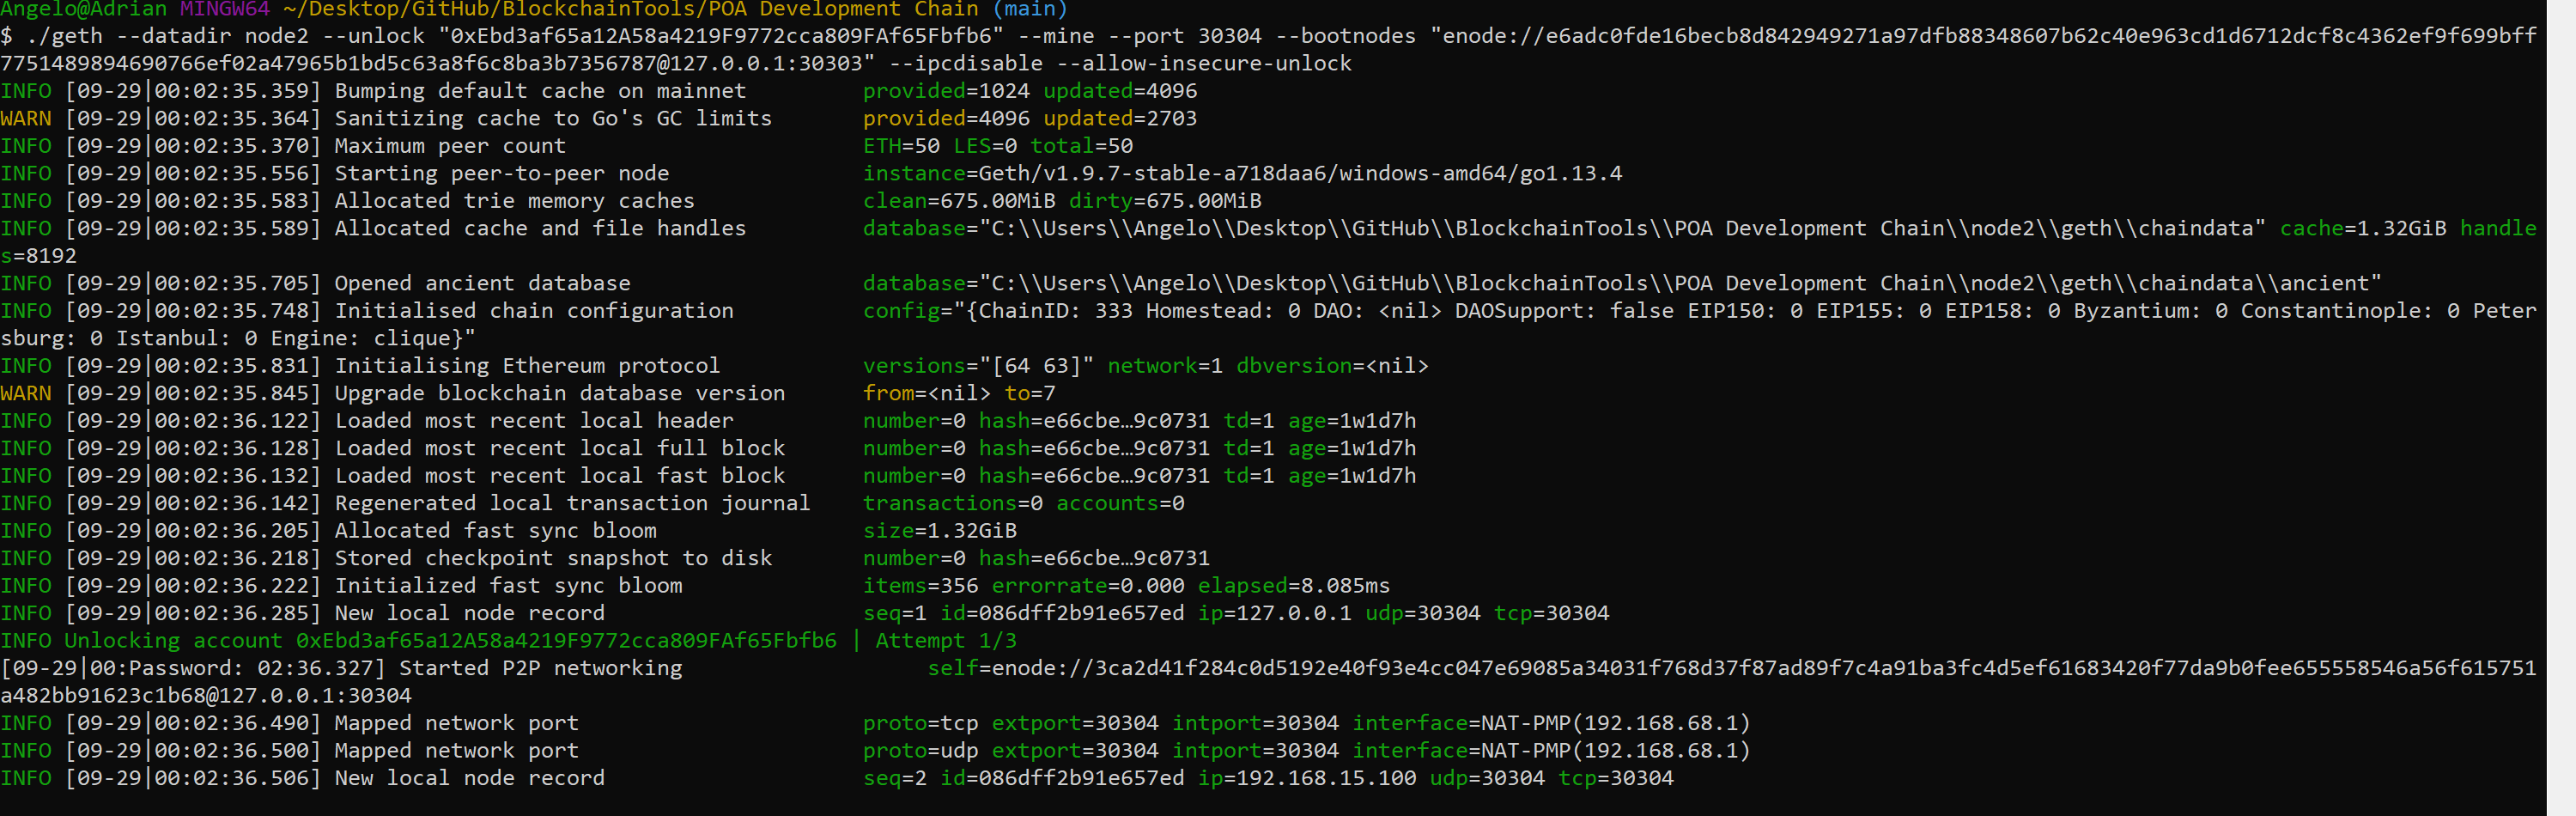 Angelo@Adrian MINGW64 ~/Desktop/GitHub/BlockchainTools/POA Development Chain (main)
$ ./geth --datadir node2 --unlock "0xEbd3af65a12A58a4219F9772cca809FAf65Fbfb6" --mine --port 30304 --bootnodes "enode://e6adc0fde16becb8d842949271a97dfb88348607b62c40e963cd1d6712dcf8c4362ef9f699bff
7751489894690766ef02a47965b1bd5c63a8f6c8ba3b7356787@127.0.0.1:30303" --ipcdisable --allow-insecure-unlock
INFO [09-29|00:02:35.359] Bumping default cache on mainnet         provided=1024 updated=4096
WARN [09-29|00:02:35.364] Sanitizing cache to Go's GC limits       provided=4096 updated=2703
INFO [09-29|00:02:35.370] Maximum peer count                       ETH=50 LES=0 total=50
INFO [09-29|00:02:35.556] Starting peer-to-peer node               instance=Geth/v1.9.7-stable-a718daa6/windows-amd64/go1.13.4
INFO [09-29|00:02:35.583] Allocated trie memory caches             clean=675.00MiB dirty=675.00MiB
INFO [09-29|00:02:35.589] Allocated cache and file handles         database="C:\\Users\\Angelo\\Desktop\\GitHub\\BlockchainTools\\POA Development Chain\\node2\\geth\\chaindata" cache=1.32GiB handle
s=8192
INFO [09-29|00:02:35.705] Opened ancient database                  database="C:\\Users\\Angelo\\Desktop\\GitHub\\BlockchainTools\\POA Development Chain\\node2\\geth\\chaindata\\ancient"
INFO [09-29|00:02:35.748] Initialised chain configuration          config="{ChainID: 333 Homestead: 0 DAO: <nil> DAOSupport: false EIP150: 0 EIP155: 0 EIP158: 0 Byzantium: 0 Constantinople: 0 Peter
sburg: 0 Istanbul: 0 Engine: clique}"
INFO [09-29|00:02:35.831] Initialising Ethereum protocol           versions="[64 63]" network=1 dbversion=<nil>
WARN [09-29|00:02:35.845] Upgrade blockchain database version      from=<nil> to=7
INFO [09-29|00:02:36.122] Loaded most recent local header          number=0 hash=e66cbe…9c0731 td=1 age=1w1d7h
INFO [09-29|00:02:36.128] Loaded most recent local full block      number=0 hash=e66cbe…9c0731 td=1 age=1w1d7h
INFO [09-29|00:02:36.132] Loaded most recent local fast block      number=0 hash=e66cbe…9c0731 td=1 age=1w1d7h
INFO [09-29|00:02:36.142] Regenerated local transaction journal    transactions=0 accounts=0
INFO [09-29|00:02:36.205] Allocated fast sync bloom                size=1.32GiB
INFO [09-29|00:02:36.218] Stored checkpoint snapshot to disk       number=0 hash=e66cbe…9c0731
INFO [09-29|00:02:36.222] Initialized fast sync bloom              items=356 errorrate=0.000 elapsed=8.085ms
INFO [09-29|00:02:36.285] New local node record                    seq=1 id=086dff2b91e657ed ip=127.0.0.1 udp=30304 tcp=30304
INFO Unlocking account 0xEbd3af65a12A58a4219F9772cca809FAf65Fbfb6 | Attempt 1/3
[09-29|00:Password: 02:36.327] Started P2P networking                   self=enode://3ca2d41f284c0d5192e40f93e4cc047e69085a34031f768d37f87ad89f7c4a91ba3fc4d5ef61683420f77da9b0fee655558546a56f615751
a482bb91623c1b68@127.0.0.1:30304
INFO [09-29|00:02:36.490] Mapped network port                      proto=tcp extport=30304 intport=30304 interface=NAT-PMP(192.168.68.1)
INFO [09-29|00:02:36.500] Mapped network port                      proto=udp extport=30304 intport=30304 interface=NAT-PMP(192.168.68.1)
INFO [09-29|00:02:36.506] New local node record                    seq=2 id=086dff2b91e657ed ip=192.168.15.100 udp=30304 tcp=30304